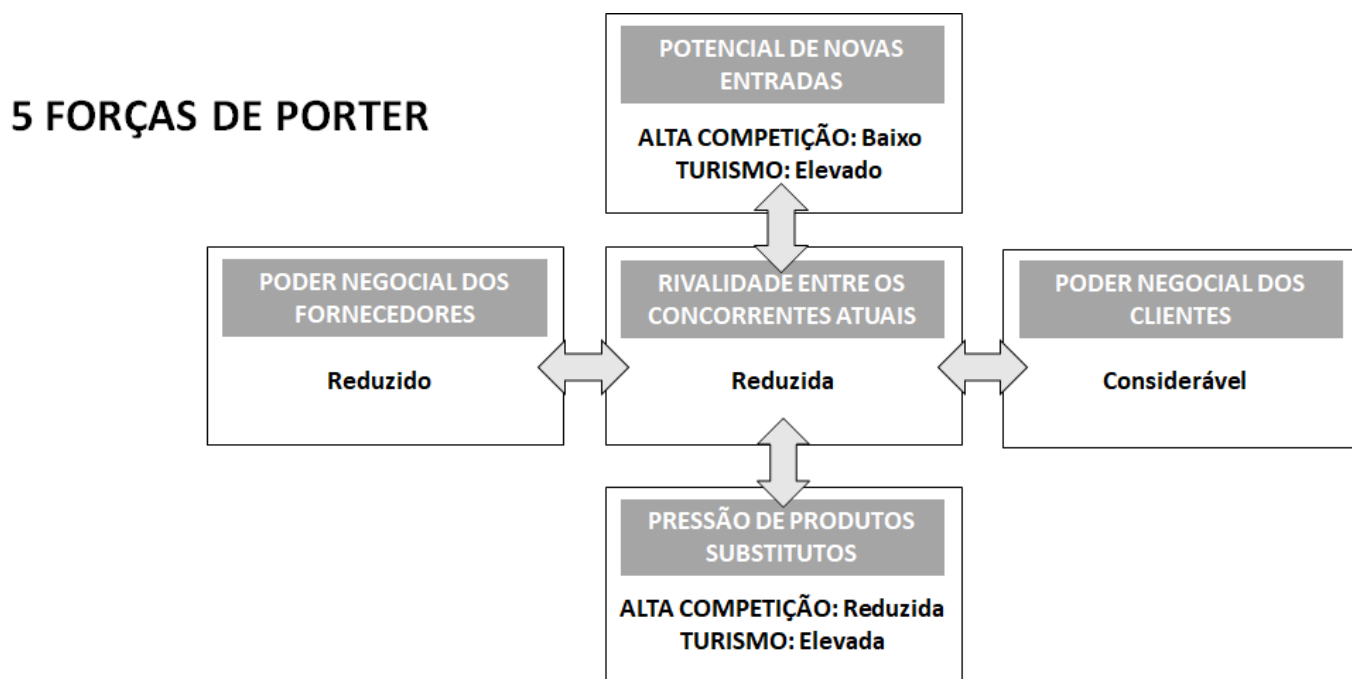 5 FORÇAS DE PORTER
POTENCIAL DE NOVAS
ENTRADAS
ALTA COMPETIÇÃO: Baixo
TURISMO: Elevado
PODER NEGOCIAL DOS
FORNECEDORES
Reduzido
RIVALIDADE ENTRE OS
CONCORRENTES ATUAIS
Reduzida
PODER NEGOCIAL DOS
CLIENTES
Considerável
PRESSÃO DE PRODUTOS
SUBSTITUTOS
ALTA COMPETIÇÃO: Reduzida
TURISMO: Elevada